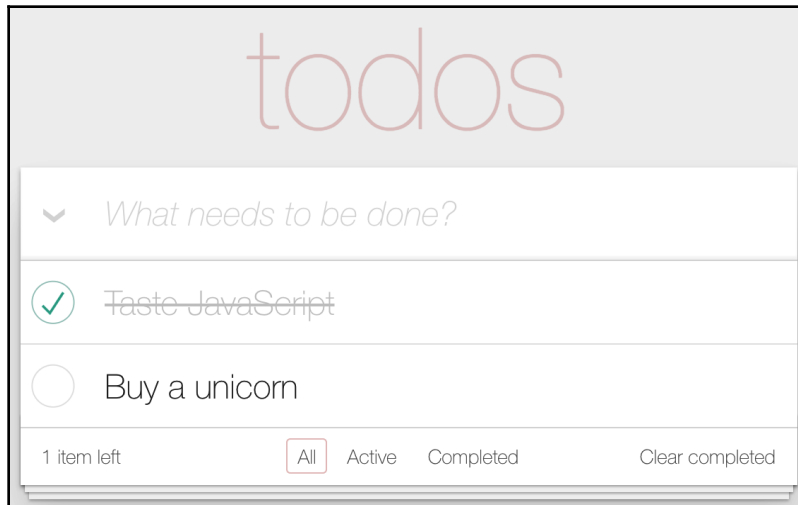 todos
What needs to be done?
Taste JavaScript
Buy a unicorn
1 item left All Active Completed Clear completed